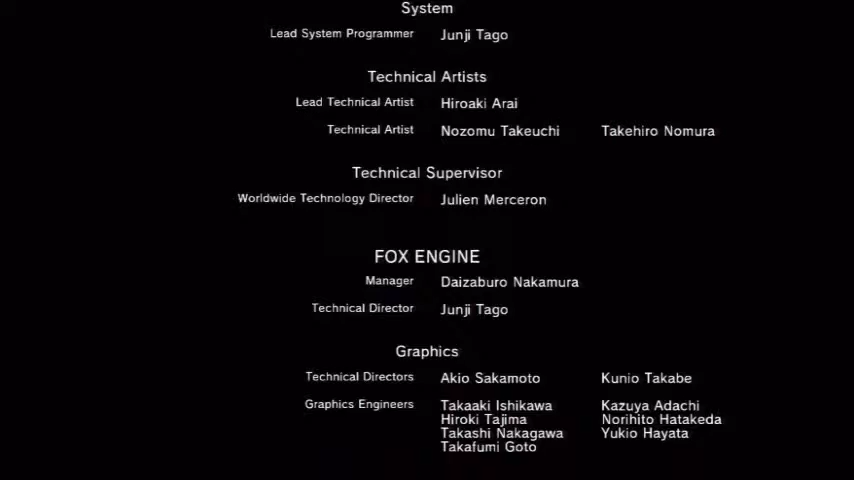 System
Lead System Programmer Junji Tago
Technical Artists
Lead Technical Artist Hiroaki Arai
Technical Artist Nozomu Takeuchi Takehiro Nomura
Technical Supervisor
Worldwide Technology Director Julien Merceron
FOX ENGINE
Manager Daizaburo Nakamura
Technical Director Junji Tago
Graphics
Technical Directors Akio Sakamoto Kunio Takabe
Graphics Engineers Takaaki Ishikawa Kazuya Adachi
Hiroki Tajima Norihito Hatakeda
Takashi Nakagawa Yukio Hayata
Takafumi Goto